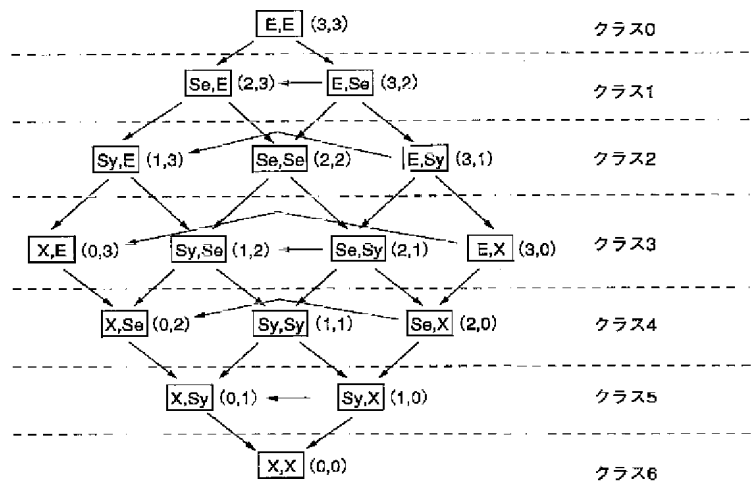 E,E (3,3) クラス0
Se,E (2,3) E,Se (3,2) クラス1
Sy,E (1,3) Se,Se (2,2) E,Sy (3,1) クラス2
X,E (0,3) Sy,Se (1,2) Se,Sy (2,1) E,X (3,0) クラス3
X,Se (0,2) Sy,Sy (1,1) Se,X (2,0) クラス4
X,Sy (0,1) Sy,X (1,0) クラス5
X,X (0,0) クラス6